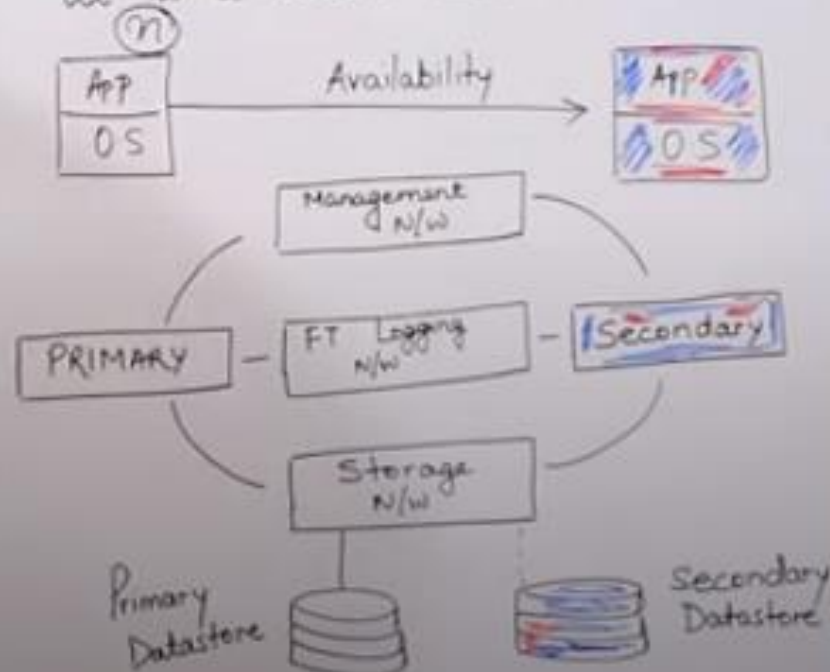 n
App
OS
Availability
App
OS
Management
N/W
PRIMARY
FT Logging
N/W
Secondary
Storage
N/W
Primary
Datastore
Secondary
Datastore